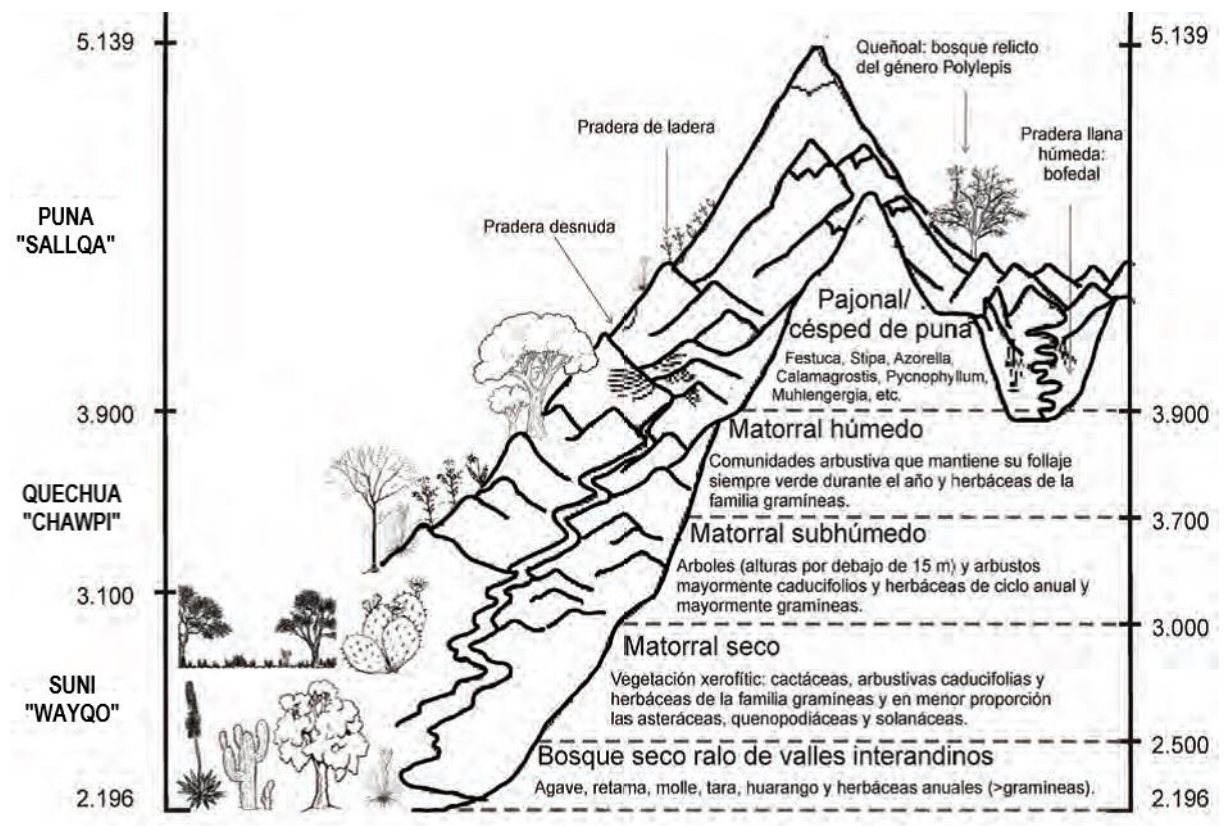 5.139
5.139
Queñoal: bosque relicto
del género Polylepis
Pradera de ladera
Pradera llana
húmeda:
bofedal
PUNA
"SALLQA"
Pradera desnuda
Pajonal/
césped de puna
Festuca, Stipa, Azorella,
Calamagrostis, Pycnophyllum,
Muhlengergia, etc.
3.900
3.900
Matorral húmedo
Comunidades arbustiva que mantiene su follaje
siempre verde durante el año y herbáceas de la
familia gramíneas.
QUECHUA
"CHAWPI"
3.700
Matorral subhúmedo
Arboles (alturas por debajo de 15 m) y arbustos
mayormente caducifolios y herbáceas de ciclo anual y
mayormente gramineas.
3.100
3.000
Matorral seco
Vegetación xerofític: cactáceas, arbustivas caducifolias y
herbáceas de la familia gramíneas y en menor proporción
las asteráceas, quenopodiáceas y solanáceas.
SUNI
"WAYQO"
2.500
Bosque seco ralo de valles interandinos
Agave, retama, molle, tara, huarango y herbáceas anuales (>gramineas).
2.196
2.196